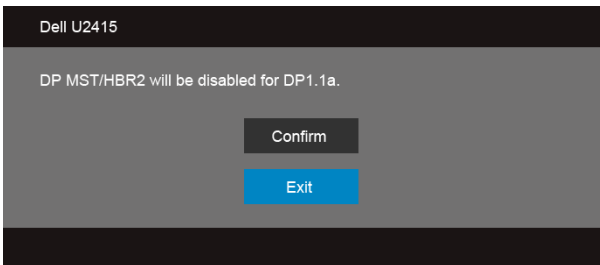 Dell U2415
DP MST/HBR2 will be disabled for DP1.1a.
Confirm
Exit